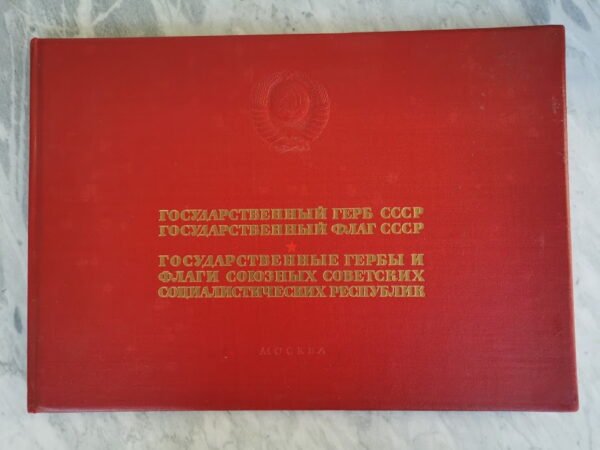 ГОСУДАРСТВЕННЫЙ ГЕРБ СССР
ГОСУДАРСТВЕННЫЙ ФЛАГ СССР
ГОСУДАРСТВЕННЫЕ ГЕРБЫ И
ФЛАГИ СОЮЗНЫХ СОВЕТСКИХ
СОЦИАЛИСТИЧЕСКИХ РЕСПУБЛИК
МОСКВА